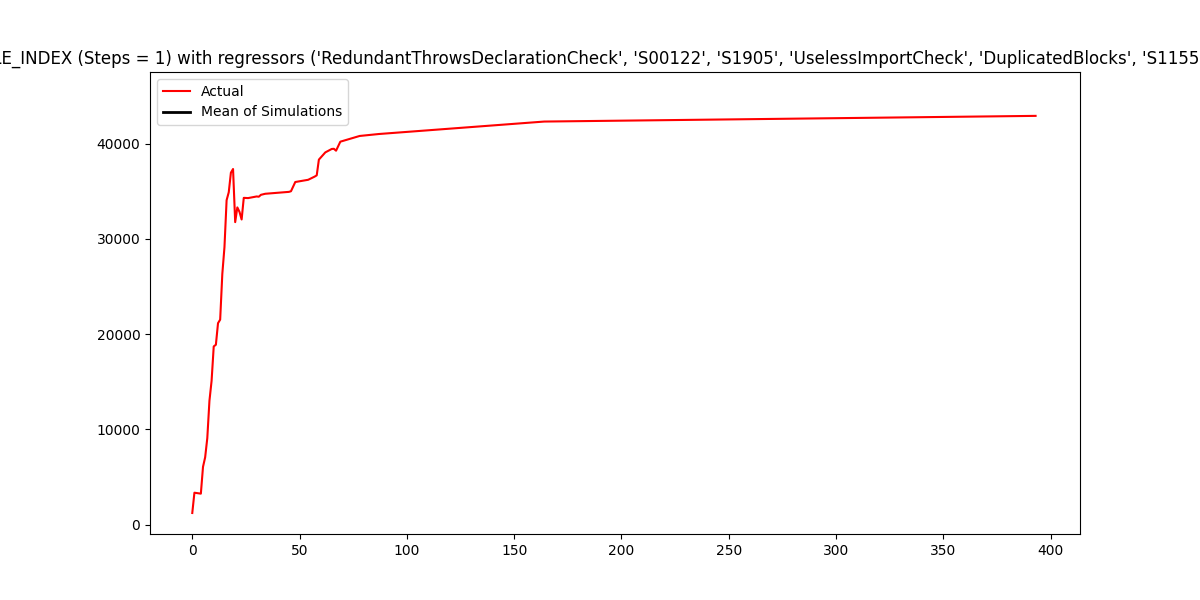 E_INDEX (Steps = 1) with regressors ('RedundantThrowsDeclarationCheck', 'S00122', 'S1905', 'UselessImportCheck', 'DuplicatedBlocks', 'S1155
Actual
Mean of Simulations
40000
30000
20000
10000
0
0 50 100 150 200 250 300 350 400